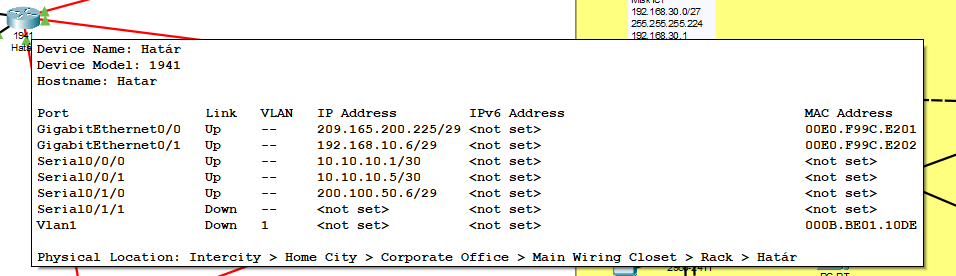 Misk ICT
192.168.30.0/27
255.255.255.224
192.168.30.1
1941
Hatá
Device Name: Határ
Device Model: 1941
Hostname: Hatar
Port Link VLAN IP Address IPv6 Address MAC Address
GigabitEthernet0/0 Up -- 209.165.200.225/29 <not set> 00E0.F99C.E201
GigabitEthernet0/1 Up -- 192.168.10.6/29 <not set> 00E0.F99C.E202
Serial0/0/0 Up -- 10.10.10.1/30 <not set> <not set>
Serial0/0/1 Up -- 10.10.10.5/30 <not set> <not set>
Serial0/1/0 Up -- 200.100.50.6/29 <not set> <not set>
Serial0/1/1 Down -- <not set> <not set> <not set>
Vlan1 Down 1 <not set> <not set> 000B.BE01.10DE
Physical Location: Intercity > Home City > Corporate Office > Main Wiring Closet > Rack > Határ